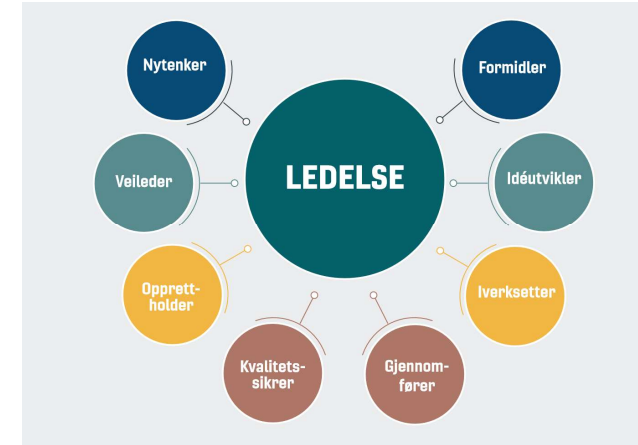 Nytenker
Formidler
LEDELSE
Veileder
Idéutvikler
Opprett-
holder
Iverksetter
Kvalitets-
sikrer
Gjennom-
fører